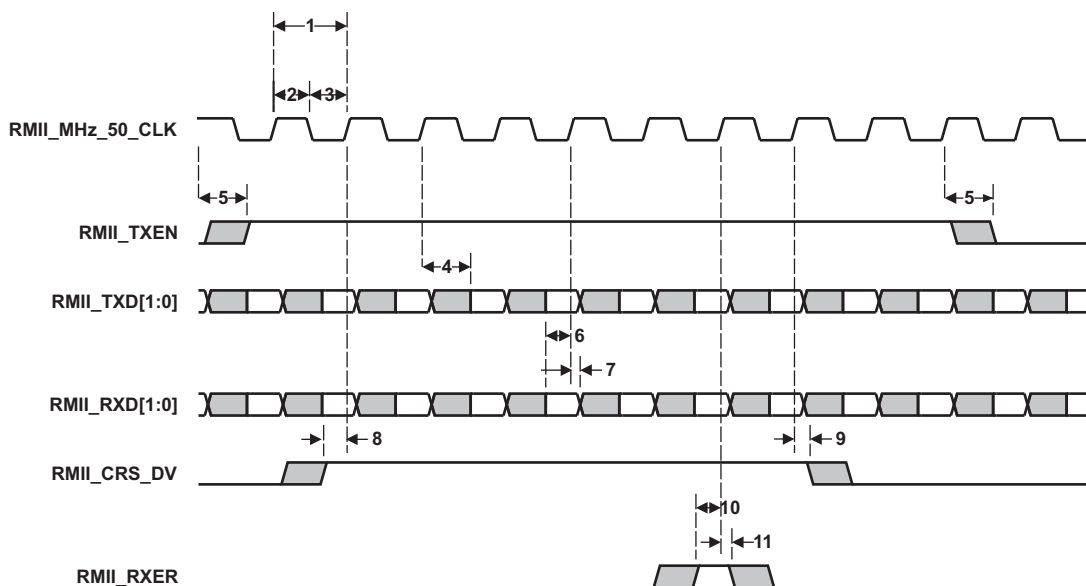 1
2 3
RMII_MHz_50_CLK
5 5
RMII_TXEN
4
RMII_TXD[1:0]
6
7
RMII_RXD[1:0]
8 9
RMII_CRS_DV
10
11
RMII_RXER